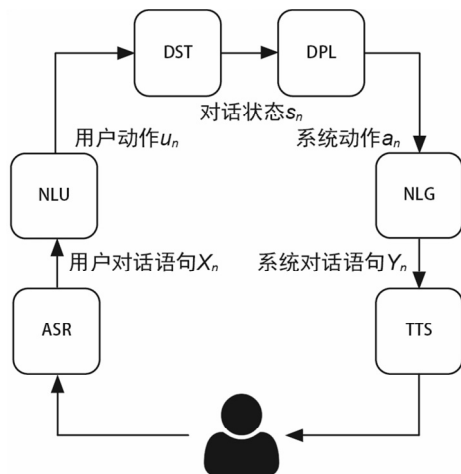 DST
DPL
对话状态sₙ
用户动作uₙ
系统动作aₙ
NLU
NLG
用户对话语句Xₙ
系统对话语句Yₙ
ASR
TTS